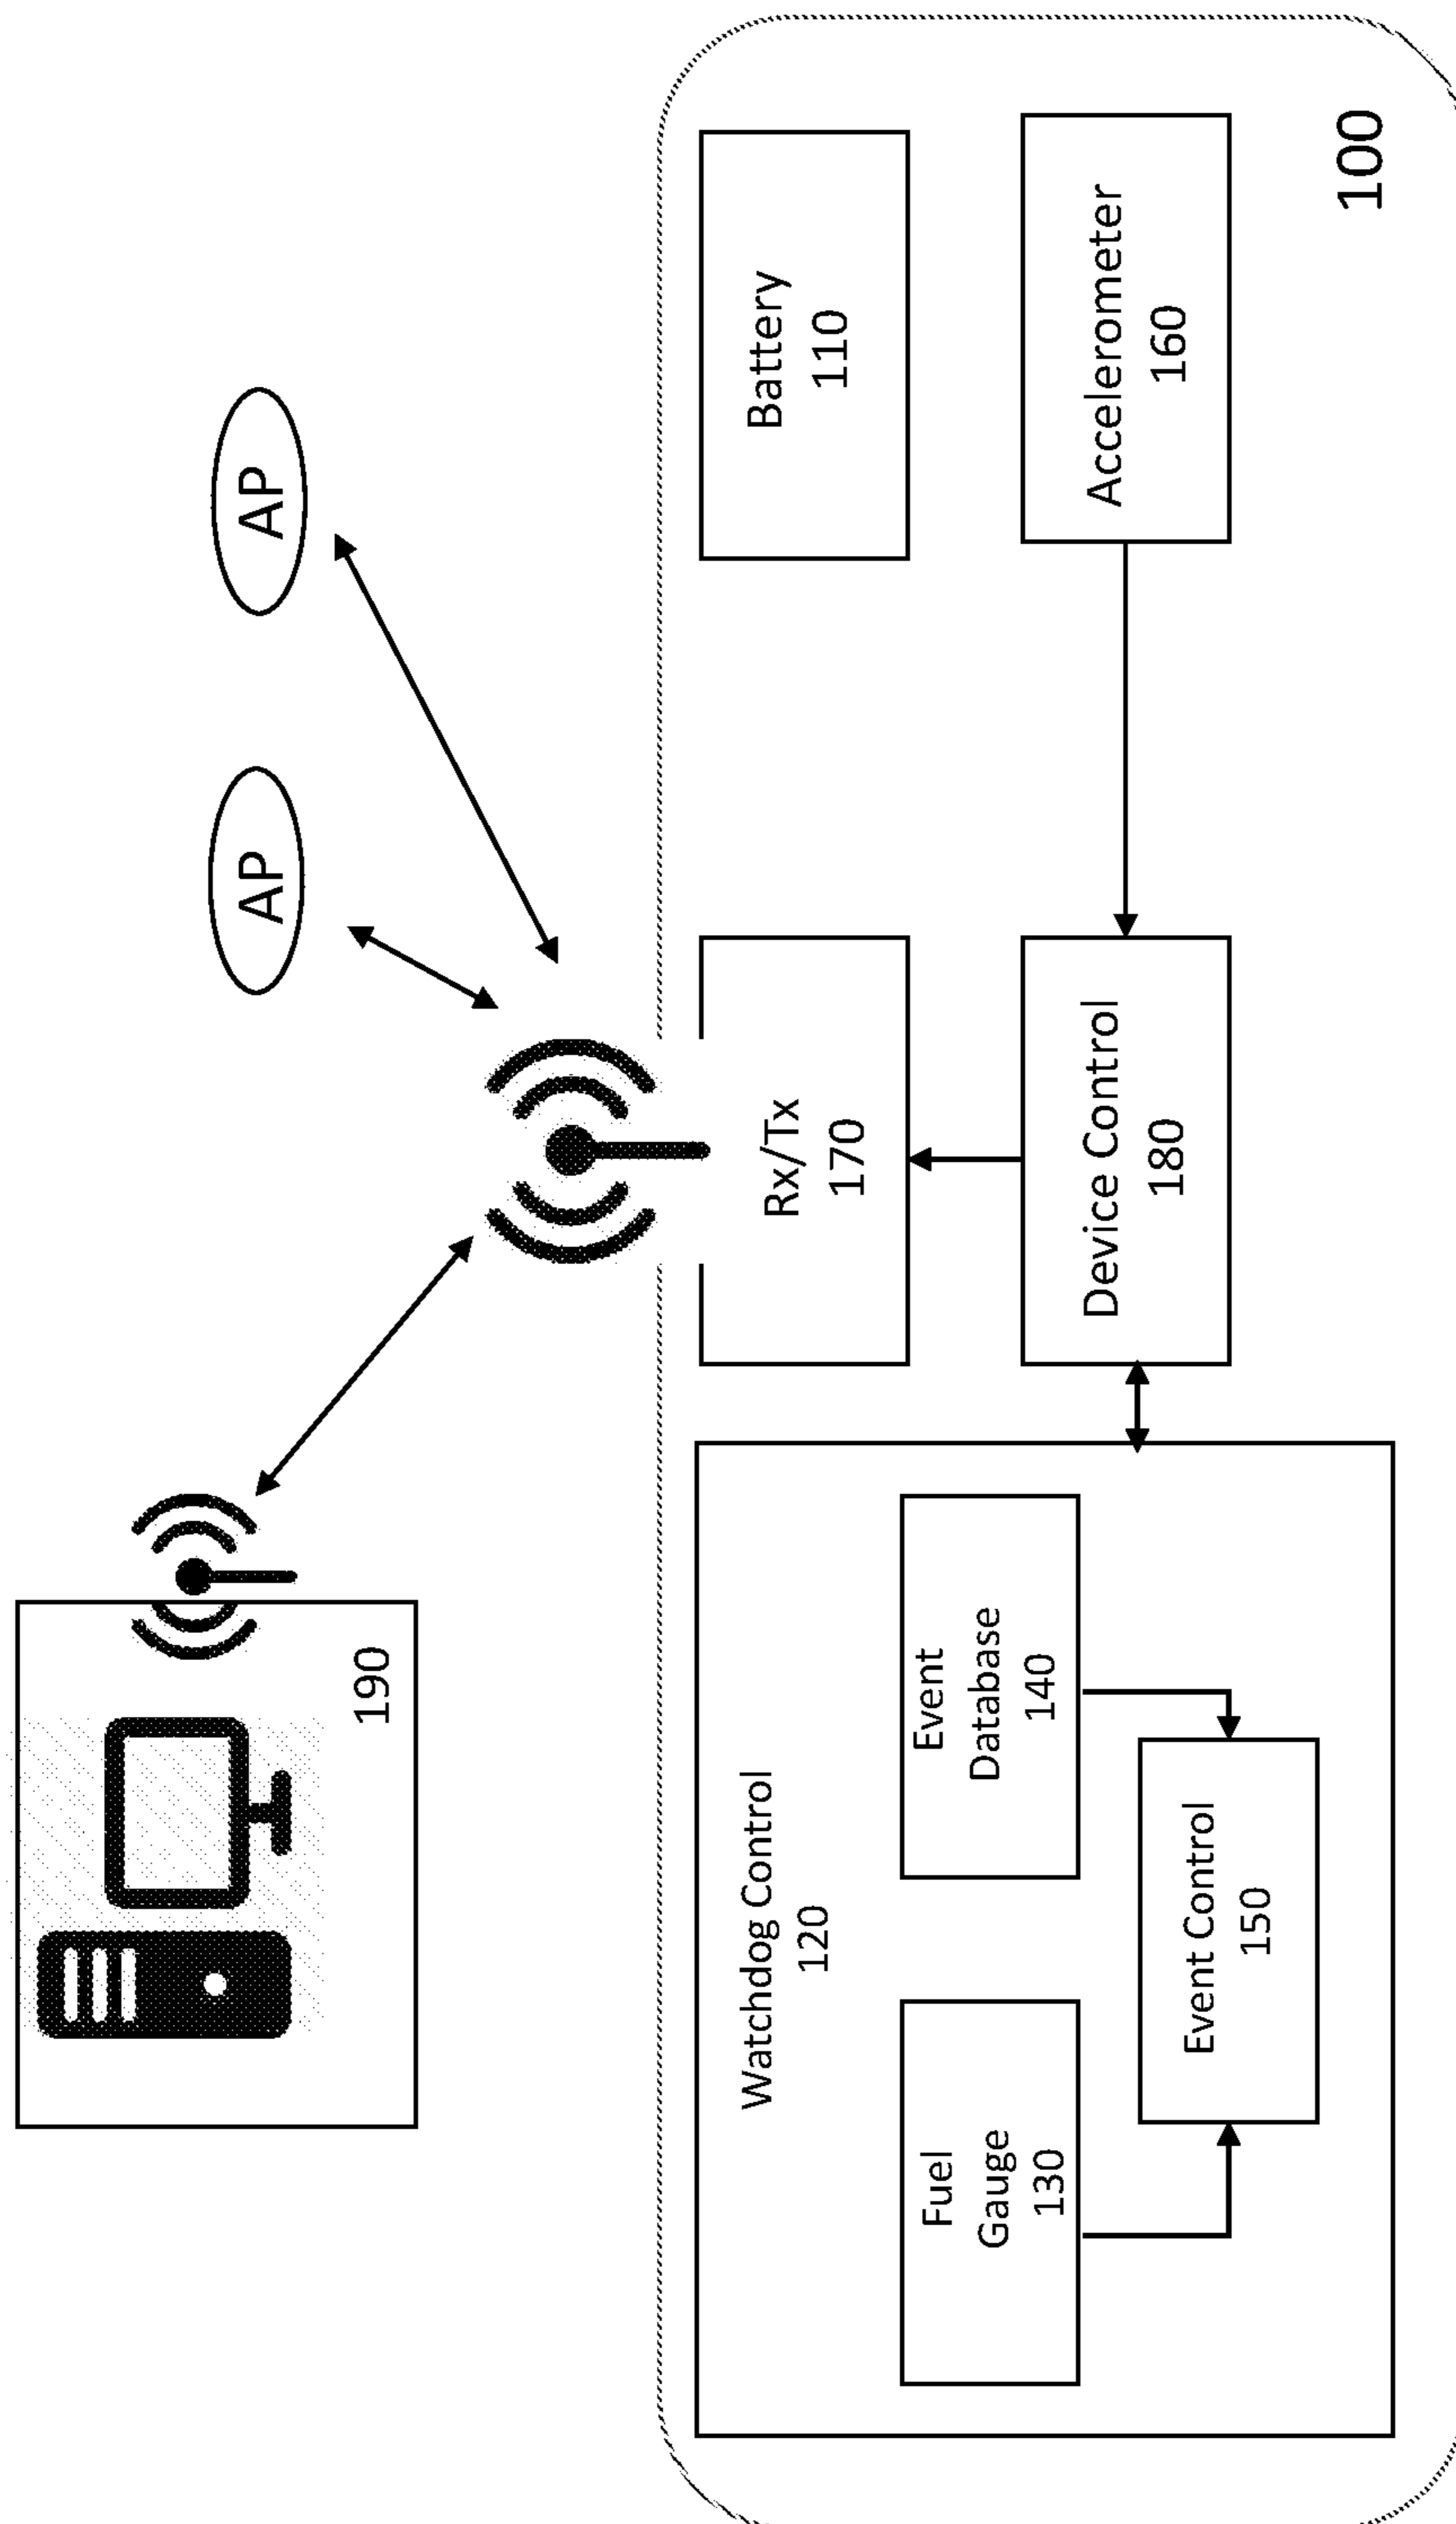 190
AP
AP
Watchdog Control
120
Fuel
Gauge
130
Event
Database
140
Event Control
150
Rx/Tx
170
Device Control
180
Battery
110
Accelerometer
160
100